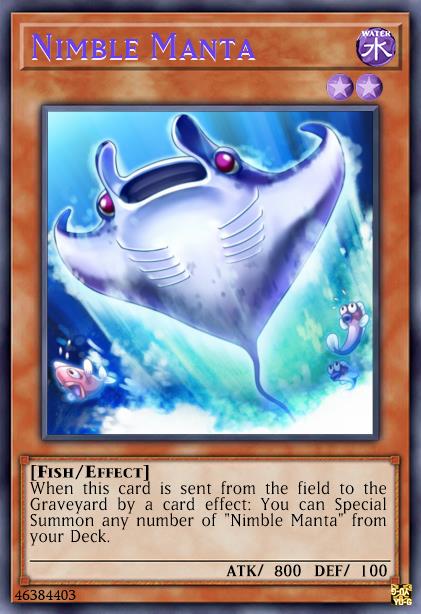 NIMBLE MANTA
WATER
水
[FISH/EFFECT]
When this card is sent from the field to the
Graveyard by a card effect: You can Special
Summon any number of "Nimble Manta" from
your Deck.
ATK/ 800 DEF/ 100
46384403